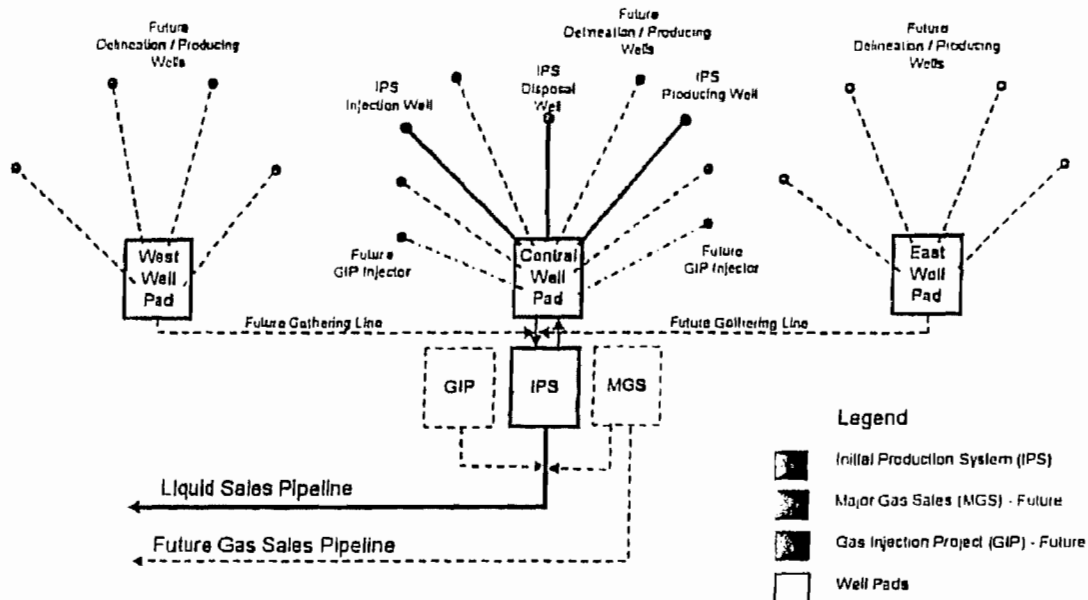 Future
Delineation / Producing
Wells
Future
Delineation / Producing
Wells
Future
Delineation / Producing
Wells
IPS
Injection Well
IPS
Disposal
Well
IPS
Producing Well
Future
GIP Injector
Future
GIP Injector
West
Well
Pad
Central
Well
Pad
East
Well
Pad
Future Gathering Line
Future Gathering Line
GIP
IPS
MGS
Liquid Sales Pipeline
Future Gas Sales Pipeline
Legend
Initial Production System (IPS)
Major Gas Sales (MGS) - Future
Gas Injection Project (GIP) - Future
Well Pads